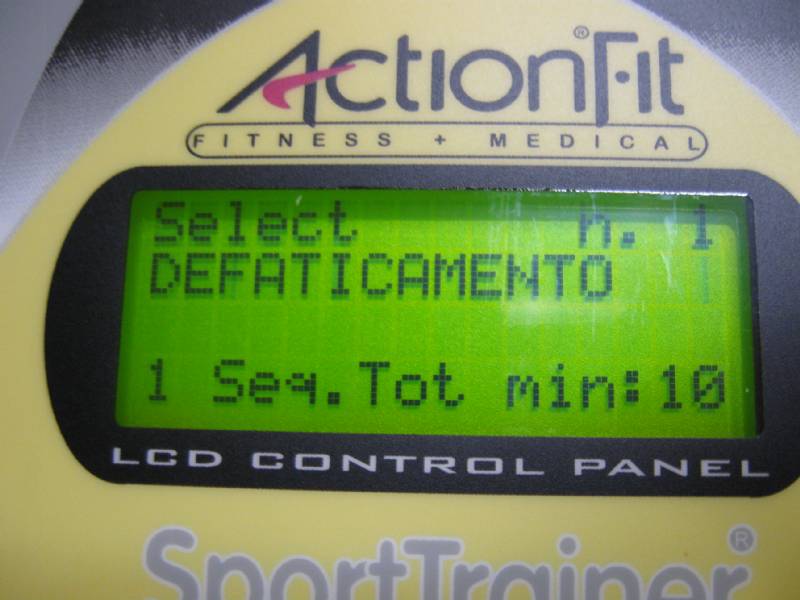 ActionFit®
FITNESS + MEDICAL
Select n. 1
DEFATICAMENTO
1 Seq.Tot min:10
LCD CONTROL PANEL
SportTrainer®